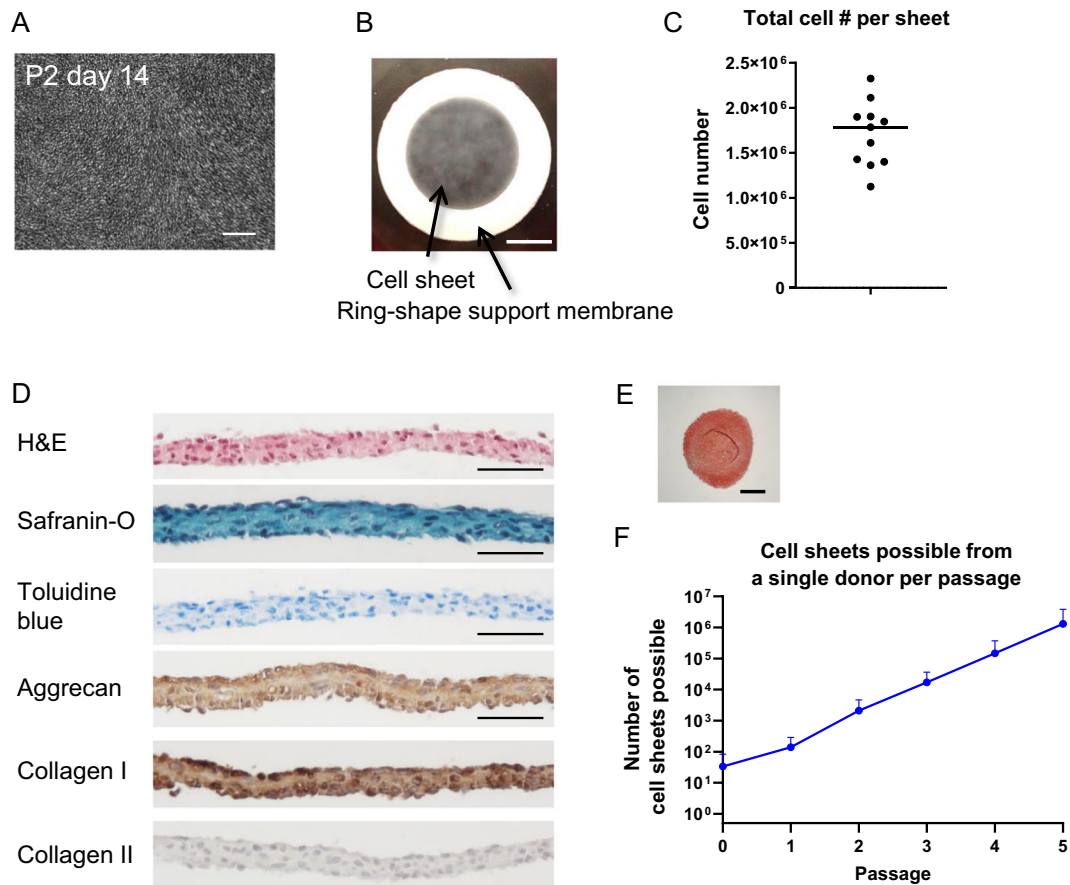 A
P2 day 14
B
Cell sheet
Ring-shape support membrane
C
Total cell # per sheet
Cell number
2.5×10⁶
2.0×10⁶
1.5×10⁶
1.0×10⁶
5.0×10⁵
0
D
H&E
Safranin-O
Toluidine
blue
Aggrecan
Collagen I
Collagen II
E
F
Cell sheets possible from
a single donor per passage
Number of
cell sheets possible
10⁷
10⁶
10⁵
10⁴
10³
10²
10¹
10⁰
0 1 2 3 4 5
Passage